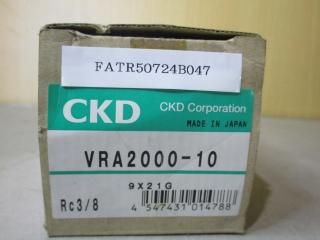 FATR50724B047
CKD
CKD Corporation
MADE IN JAPAN
VRA2000-10
9X21G
Rc3/8
4 547431 014788